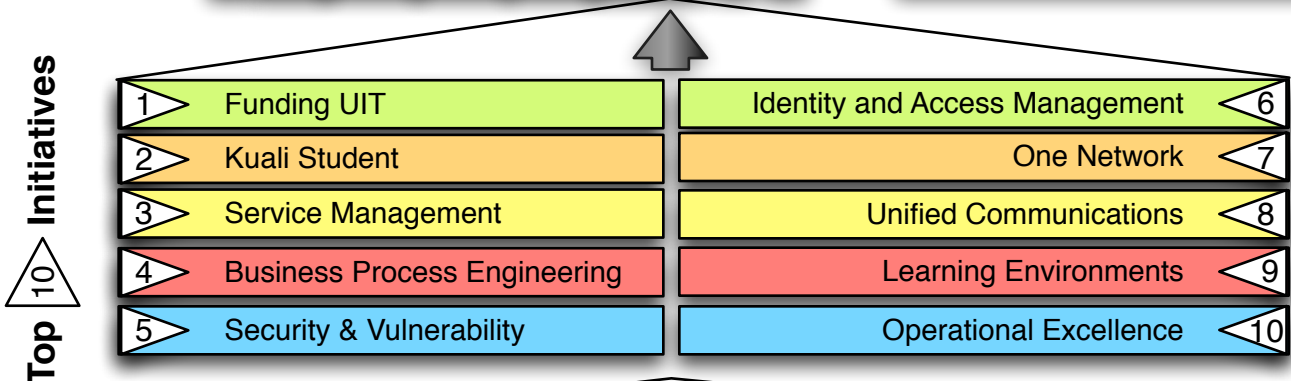 Top 10 Initiatives
1 Funding UIT
2 Kuali Student
3 Service Management
4 Business Process Engineering
5 Security & Vulnerability
Identity and Access Management 6
One Network 7
Unified Communications 8
Learning Environments 9
Operational Excellence 10